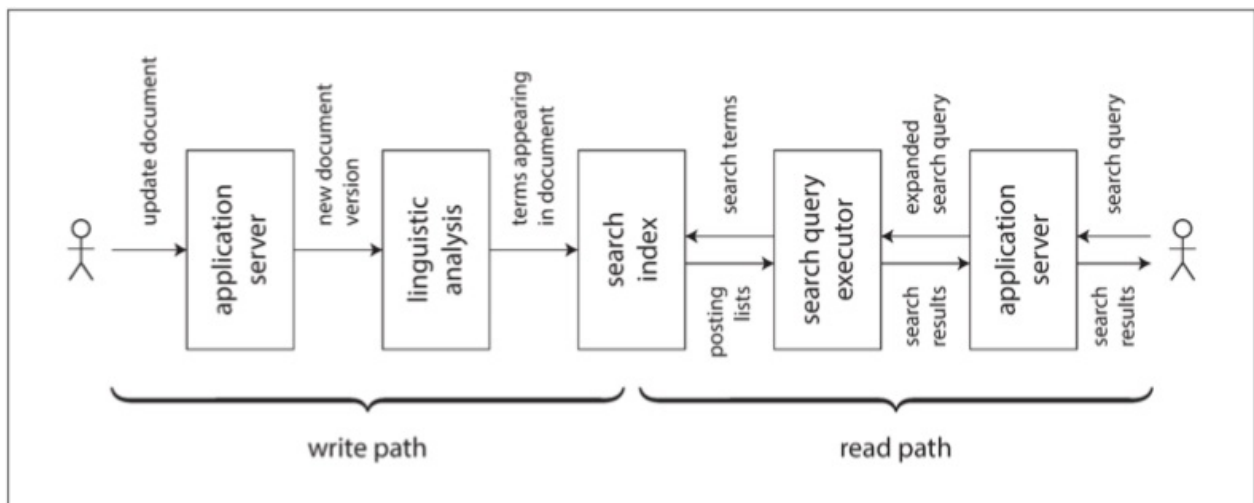 update document
application
server
new document
version
linguistic
analysis
terms appearing
in document
search
index
search terms
posting
lists
search query
executor
expanded
search query
search
results
application
server
search query
search
results
write path
read path